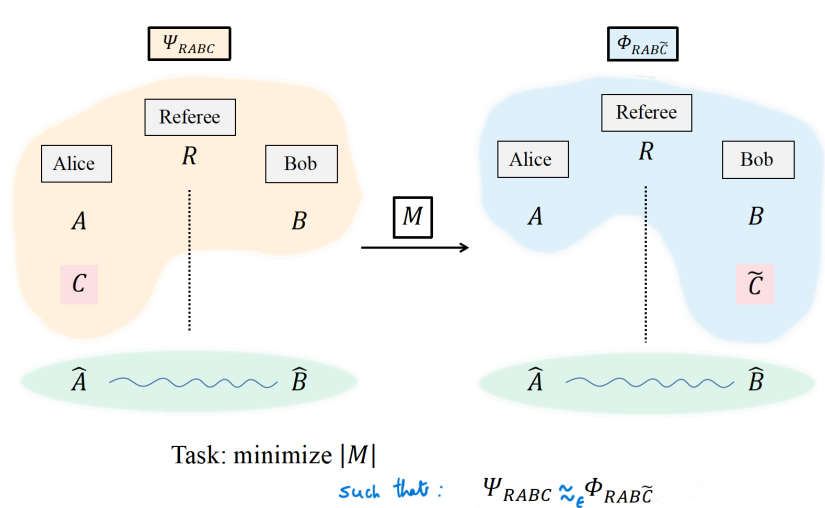 Ψ_RABC
Φ_RABC̃
Referee
Referee
Alice
R
Bob
Alice
R
Bob
A
B
M
A
B
C
C̃
Â
B̂
Â
B̂
Task: minimize |M|
such that: Ψ_RABC ≈_ϵ Φ_RABC̃